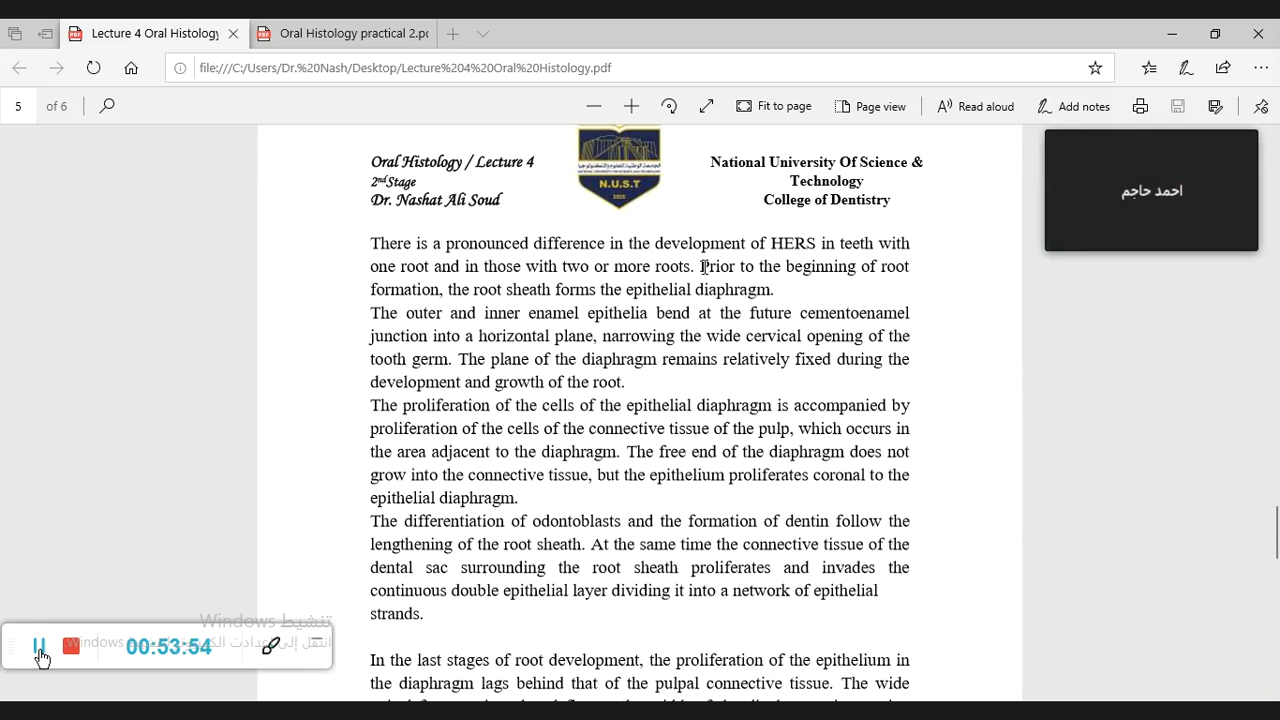 Lecture 4 Oral Histology
Oral Histology practical 2.pd
file:///C:/Users/Dr.%20Nash/Desktop/Lecture%204%20Oral%20Histology.pdf
5 of 6
Fit to page
Page view
Read aloud
Add notes
Oral Histology / Lecture 4
2nd Stage
Dr. Nashat Ali Soud
N.U.S.T
National University Of Science &
Technology
College of Dentistry
احمد حاجم
There is a pronounced difference in the development of HERS in teeth with
one root and in those with two or more roots. Prior to the beginning of root
formation, the root sheath forms the epithelial diaphragm.
The outer and inner enamel epithelia bend at the future cementoenamel
junction into a horizontal plane, narrowing the wide cervical opening of the
tooth germ. The plane of the diaphragm remains relatively fixed during the
development and growth of the root.
The proliferation of the cells of the epithelial diaphragm is accompanied by
proliferation of the cells of the connective tissue of the pulp, which occurs in
the area adjacent to the diaphragm. The free end of the diaphragm does not
grow into the connective tissue, but the epithelium proliferates coronal to the
epithelial diaphragm.
The differentiation of odontoblasts and the formation of dentin follow the
lengthening of the root sheath. At the same time the connective tissue of the
dental sac surrounding the root sheath proliferates and invades the
continuous double epithelial layer dividing it into a network of epithelial
strands.
تنشيط Windows
انتقل إلى إعدادات Windows.
00:53:54
In the last stages of root development, the proliferation of the epithelium in
the diaphragm lags behind that of the pulpal connective tissue. The wide